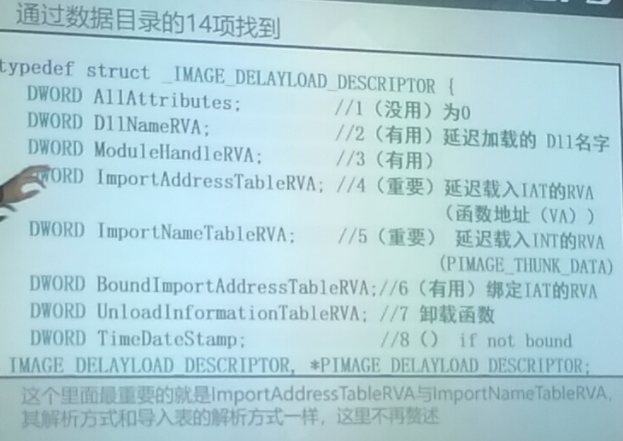 通过数据目录的14项找到
typedef struct _IMAGE_DELAYLOAD_DESCRIPTOR {
DWORD AllAttributes; //1（没用）为0
DWORD DllNameRVA; //2（有用）延迟加载的 Dll名字
DWORD ModuleHandleRVA; //3（有用）
WORD ImportAddressTableRVA; //4（重要）延迟载入IAT的RVA
（函数地址（VA））
DWORD ImportNameTableRVA; //5（重要） 延迟载入INT的RVA
(PIMAGE_THUNK_DATA)
DWORD BoundImportAddressTableRVA;//6（有用）绑定IAT的RVA
DWORD UnloadInformationTableRVA; //7 卸载函数
DWORD TimeDateStamp; //8（） if not bound
IMAGE_DELAYLOAD_DESCRIPTOR, *PIMAGE_DELAYLOAD_DESCRIPTOR;
这个里面最重要的就是ImportAddressTableRVA与ImportNameTableRVA,
其解析方式和导入表的解析方式一样，这里不再赘述